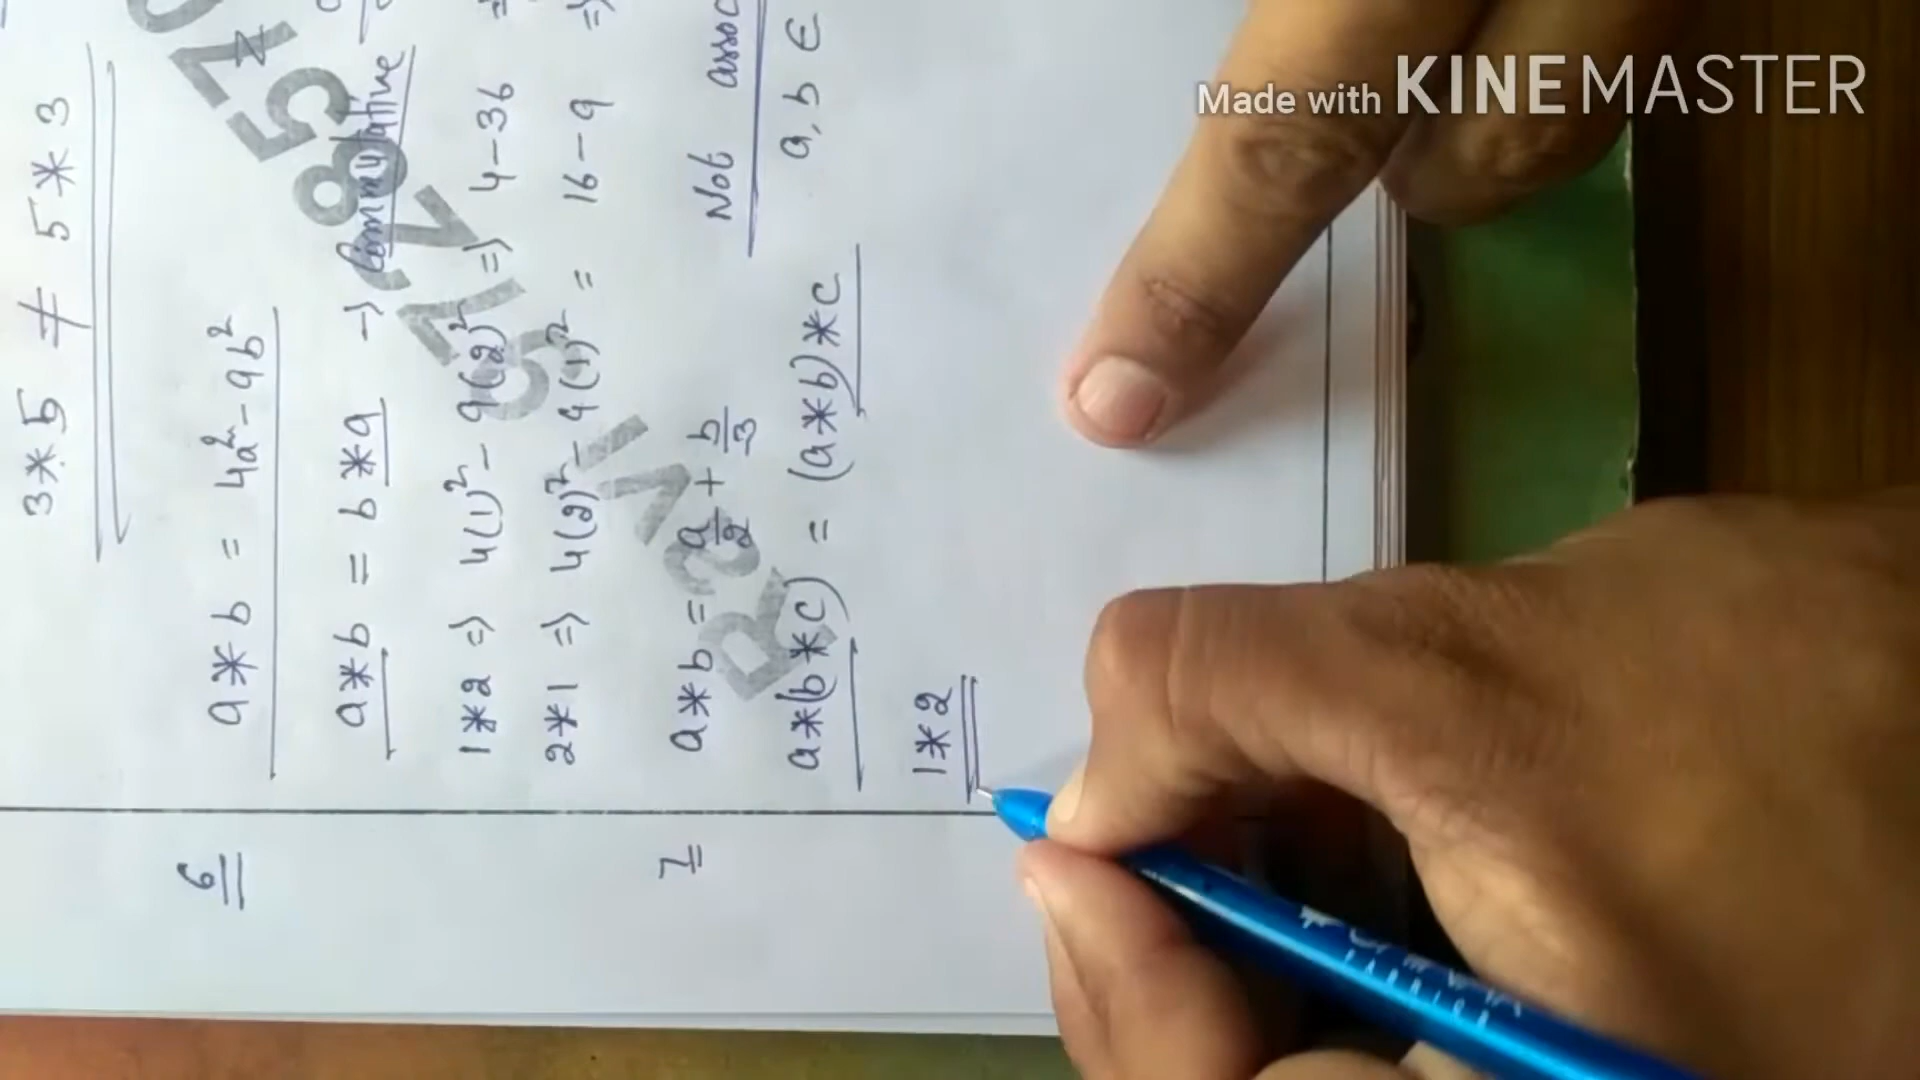 3*5 ≠ 5*3
6
a*b = 4a² - 9b²
Z
a*b = b*a → Commutative
1*2 => 4(1)² - 9(2)² => 4-36 =
2*1 => 4(2)² - 9(1)² = 16-9 =>
7
a*b = a/2 + b/3 Not assoc
a*(b*c) = (a*b)*c a, b ∈
1*2
Made with KINEMASTER